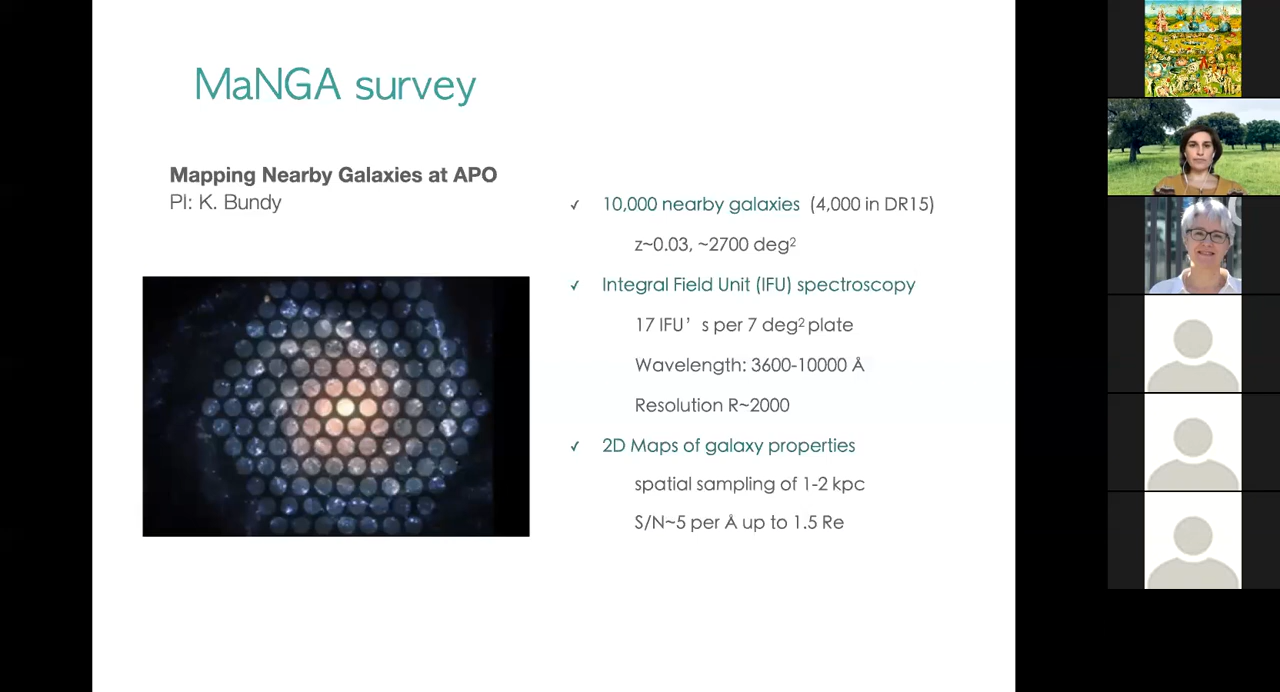 MaNGA survey
Mapping Nearby Galaxies at APO
PI: K. Bundy
✓ 10,000 nearby galaxies (4,000 in DR15)
z~0.03, ~2700 deg²
✓ Integral Field Unit (IFU) spectroscopy
17 IFU’ s per 7 deg² plate
Wavelength: 3600-10000 Å
Resolution R~2000
✓ 2D Maps of galaxy properties
spatial sampling of 1-2 kpc
S/N~5 per Å up to 1.5 Re